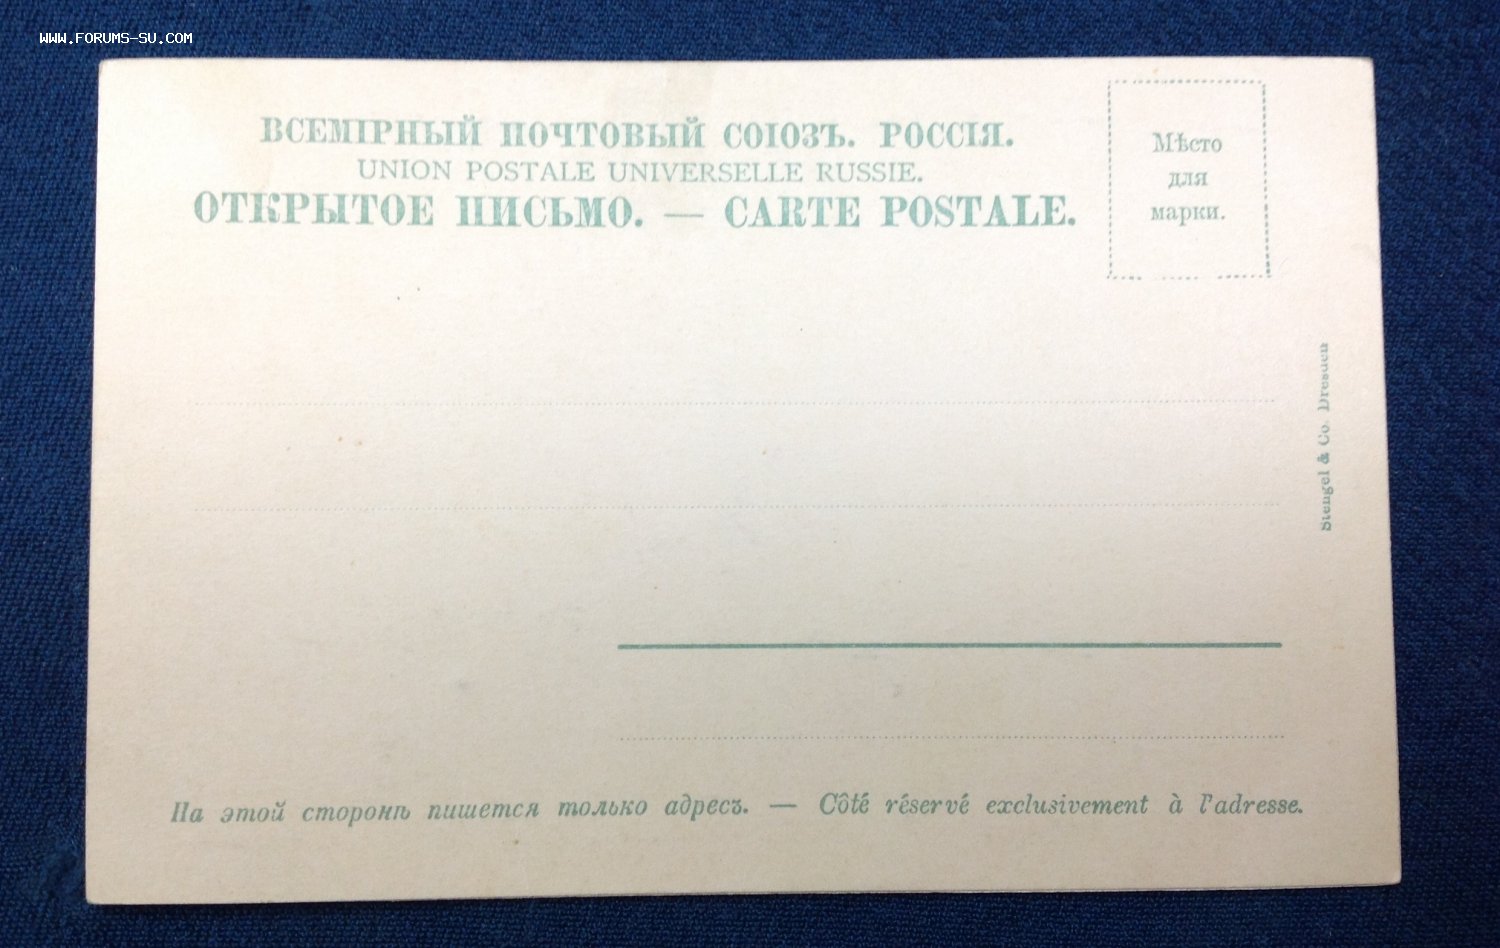 WWW.FORUMS-SU.COM
ВСЕМІРНЫЙ ПОЧТОВЫЙ СОЮЗЪ. РОССІЯ.
UNION POSTALE UNIVERSELLE RUSSIE.
ОТКРЫТОЕ ПИСЬМО. — CARTE POSTALE.
Мѣсто
для
марки.
Stengel & Co. Dresden
На этой сторонѣ пишется только адресъ. — Côté réservé exclusivement à l'adresse.